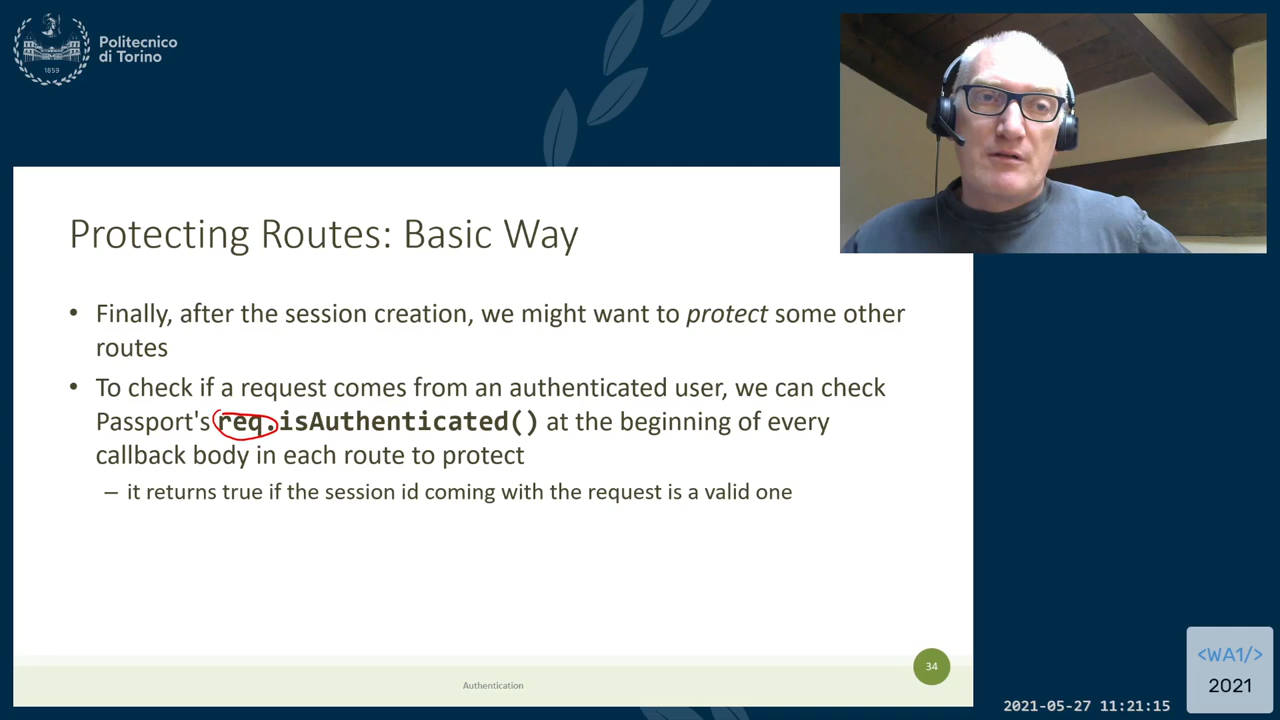 Politecnico
di Torino
1859
Protecting Routes: Basic Way
• Finally, after the session creation, we might want to protect some other
routes
• To check if a request comes from an authenticated user, we can check
Passport's req.isAuthenticated() at the beginning of every
callback body in each route to protect
– it returns true if the session id coming with the request is a valid one
34
Authentication
<WA1/>
2021
2021-05-27 11:21:15